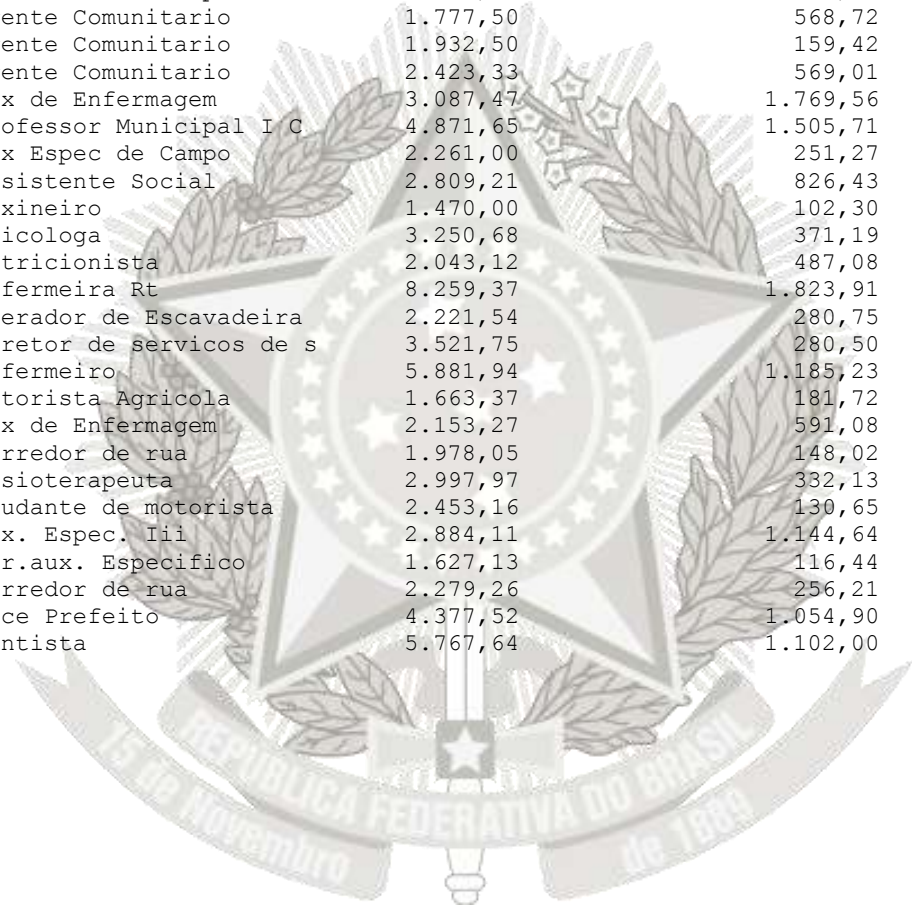 ente Comunitario 1.777,50 568,72
ente Comunitario 1.932,50 159,42
ente Comunitario 2.423,33 569,01
x de Enfermagem 3.087,47 1.769,56
ofessor Municipal I C 4.871,65 1.505,71
x Espec de Campo 2.261,00 251,27
sistente Social 2.809,21 826,43
xineiro 1.470,00 102,30
icologa 3.250,68 371,19
tricionista 2.043,12 487,08
fermeira Rt 8.259,37 1.823,91
erador de Escavadeira 2.221,54 280,75
retor de servicos de s 3.521,75 280,50
fermeiro 5.881,94 1.185,23
torista Agricola 1.663,37 181,72
x de Enfermagem 2.153,27 591,08
rredor de rua 1.978,05 148,02
sioterapeuta 2.997,97 332,13
udante de motorista 2.453,16 130,65
x. Espec. Iii 2.884,11 1.144,64
r.aux. Especifico 1.627,13 116,44
rredor de rua 2.279,26 256,21
ce Prefeito 4.377,52 1.054,90
ntista 5.767,64 1.102,00
REPÚBLICA FEDERATIVA DO BRASIL
15 de Novembro de 1889